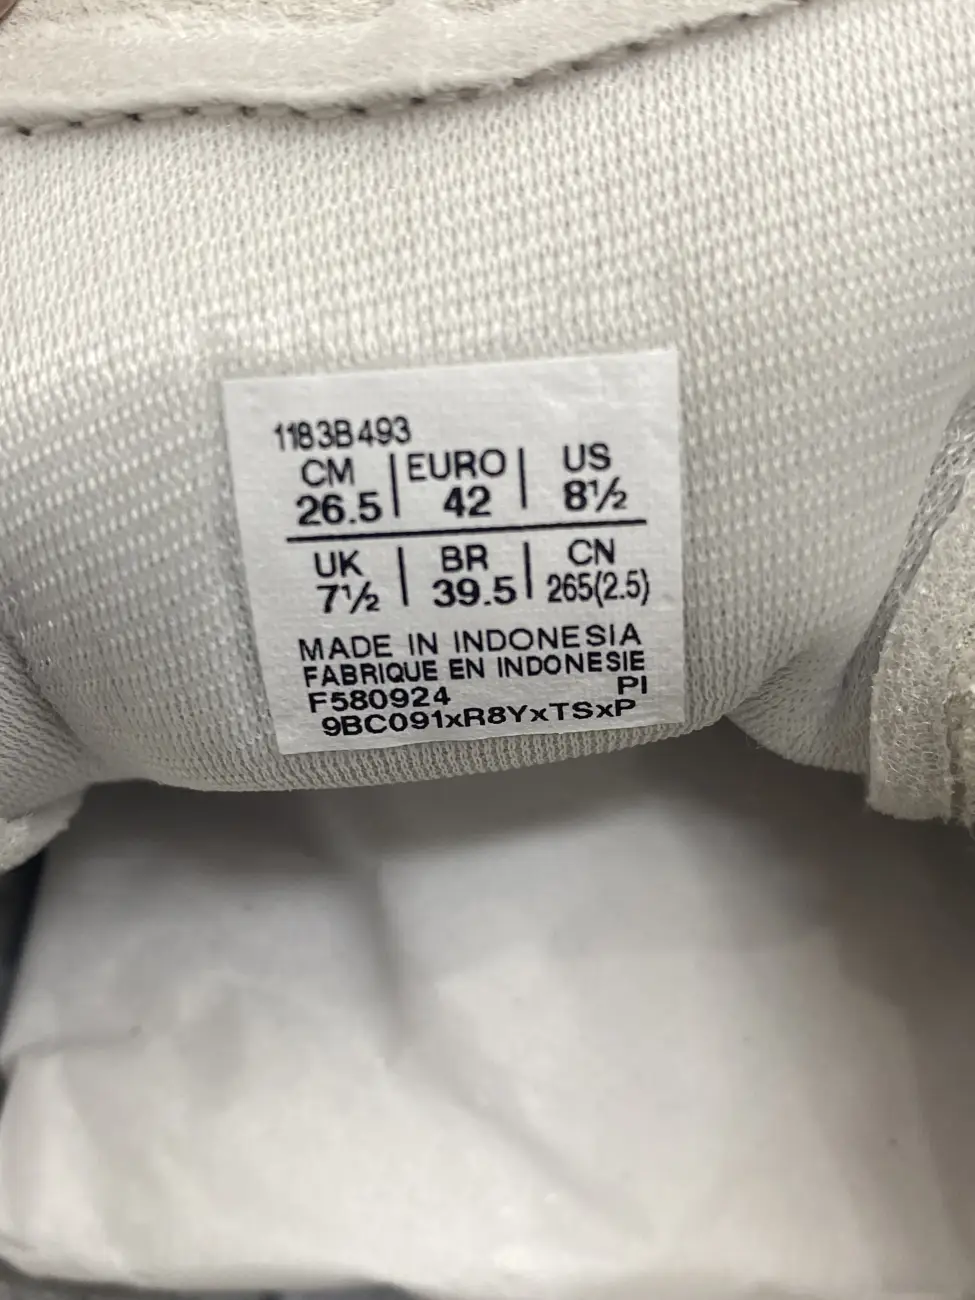 1183B493
CM | EURO | US
26.5 | 42 | 8½
UK | BR | CN
7½ | 39.5 | 265(2.5)
MADE IN INDONESIA
FABRIQUE EN INDONESIE
F580924 PI
9BC091xR8YxTSxP